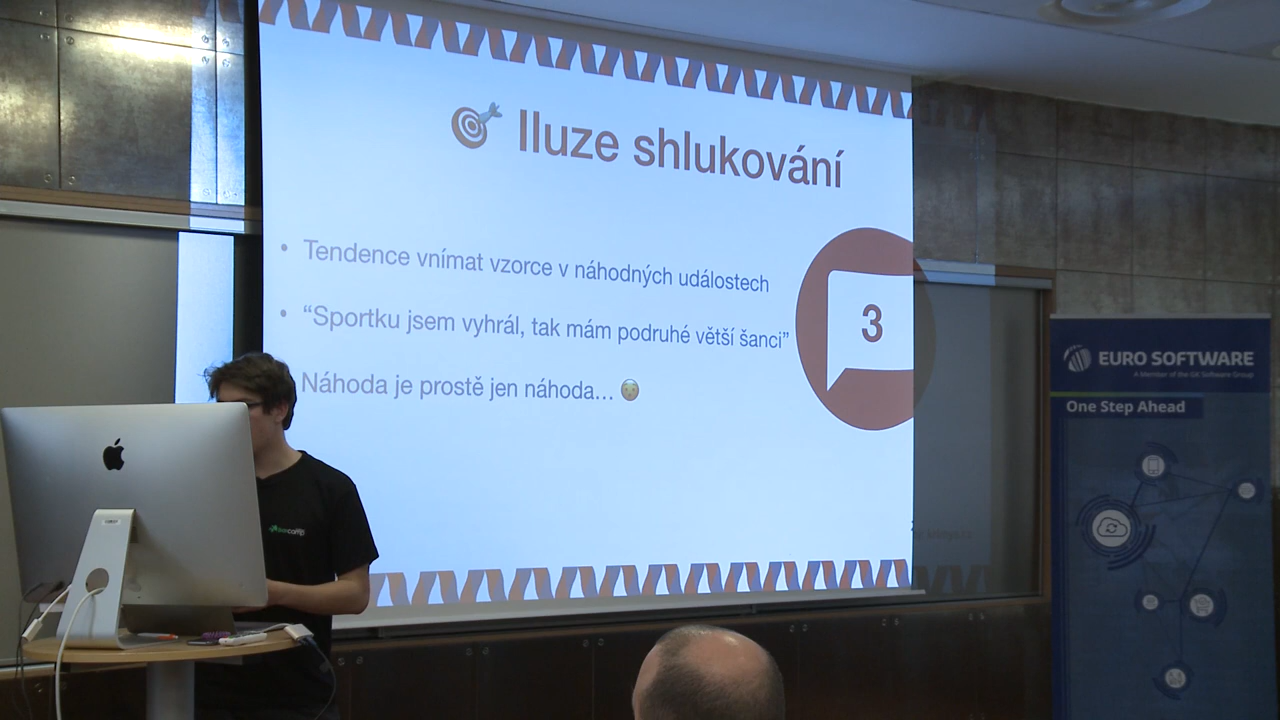 Iluze shlukování
• Tendence vnímat vzorce v náhodných událostech
• “Sportku jsem vyhrál, tak mám podruhé větší šanci”
Náhoda je prostě jen náhoda…
3
EURO SOFTWARE
A Member of the GK Software Group
One Step Ahead